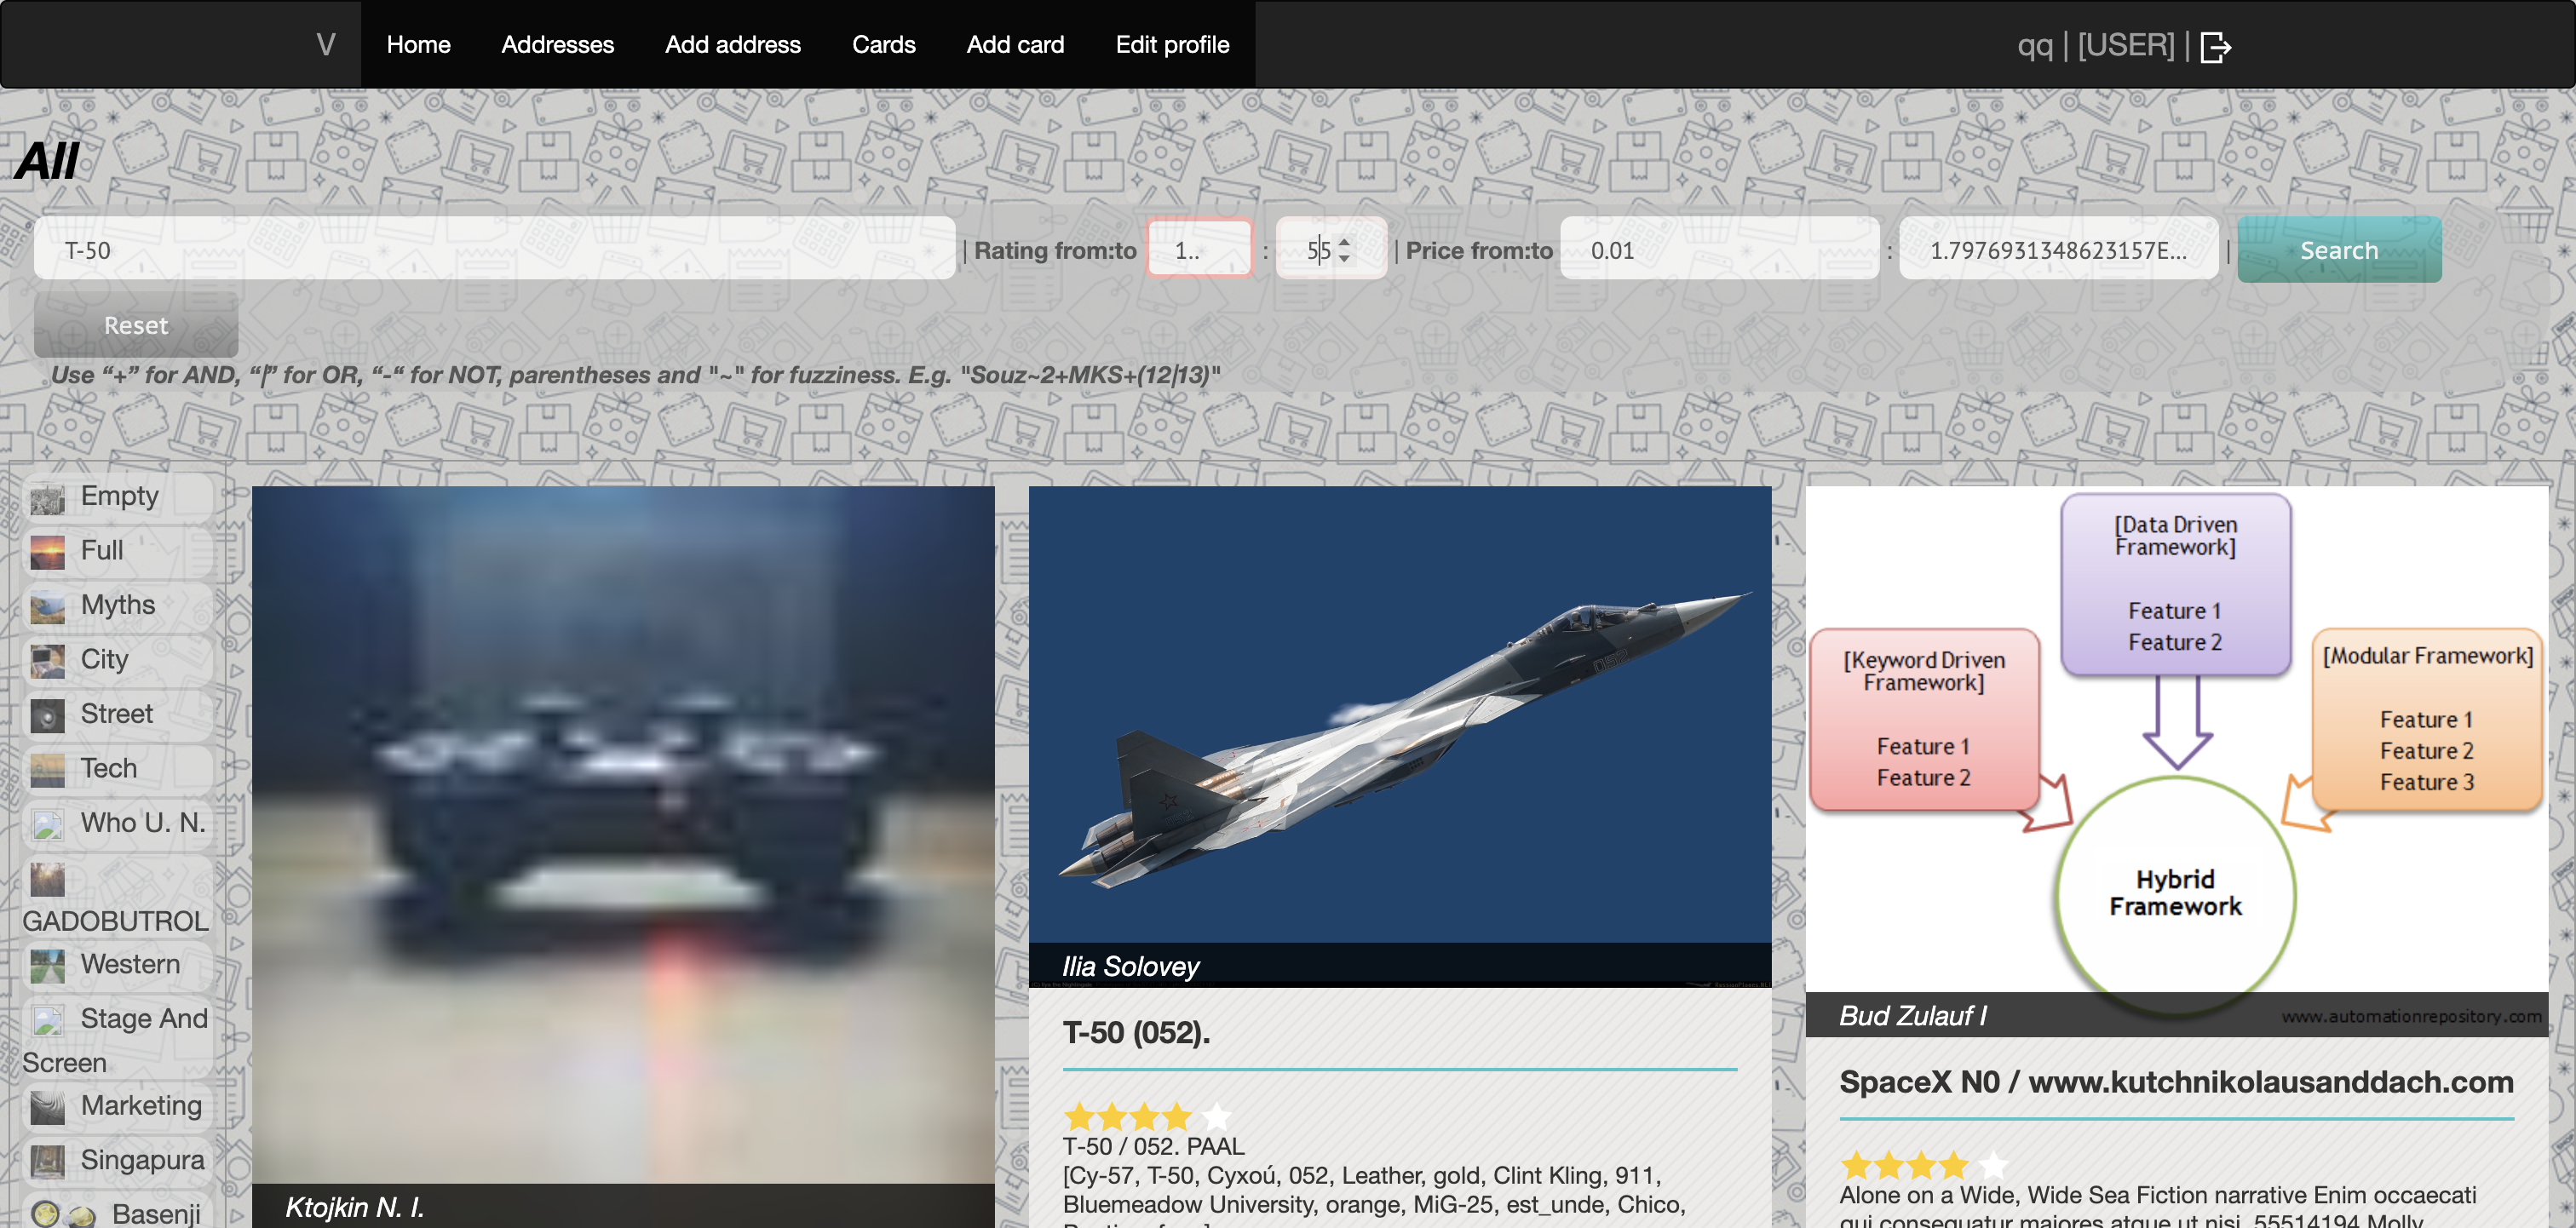 V Home Addresses Add address Cards Add card Edit profile qq | [USER] |
All
T-50 | Rating from:to 1.. : 55 | Price from:to 0.01 : 1.7976931348623157E... | Search
Reset
Use “+” for AND, “|” for OR, “-“ for NOT, parentheses and "~" for fuzziness. E.g. "Souz~2+MKS+(12|13)"
Empty
Full
Myths
City
Street
Tech
Who U. N.
GADOBUTROL
Western
Stage And
Screen
Marketing
Singapura
Basenji
Ktojkin N. I.
052
Ilia Solovey
T-50 (052).
T-50 / 052. PAAL
[Cy-57, T-50, Cyxoú, 052, Leather, gold, Clint Kling, 911,
Bluemeadow University, orange, MiG-25, est_unde, Chico,
[Data Driven
Framework]
Feature 1
Feature 2
[Keyword Driven
Framework]
Feature 1
Feature 2
[Modular Framework]
Feature 1
Feature 2
Feature 3
Hybrid
Framework
www.automationrepository.com
Bud Zulauf I
SpaceX N0 / www.kutchnikolausanddach.com
Alone on a Wide, Wide Sea Fiction narrative Enim occaecati
qui consequatur maiores atque ut nisi. 55514194 Molly